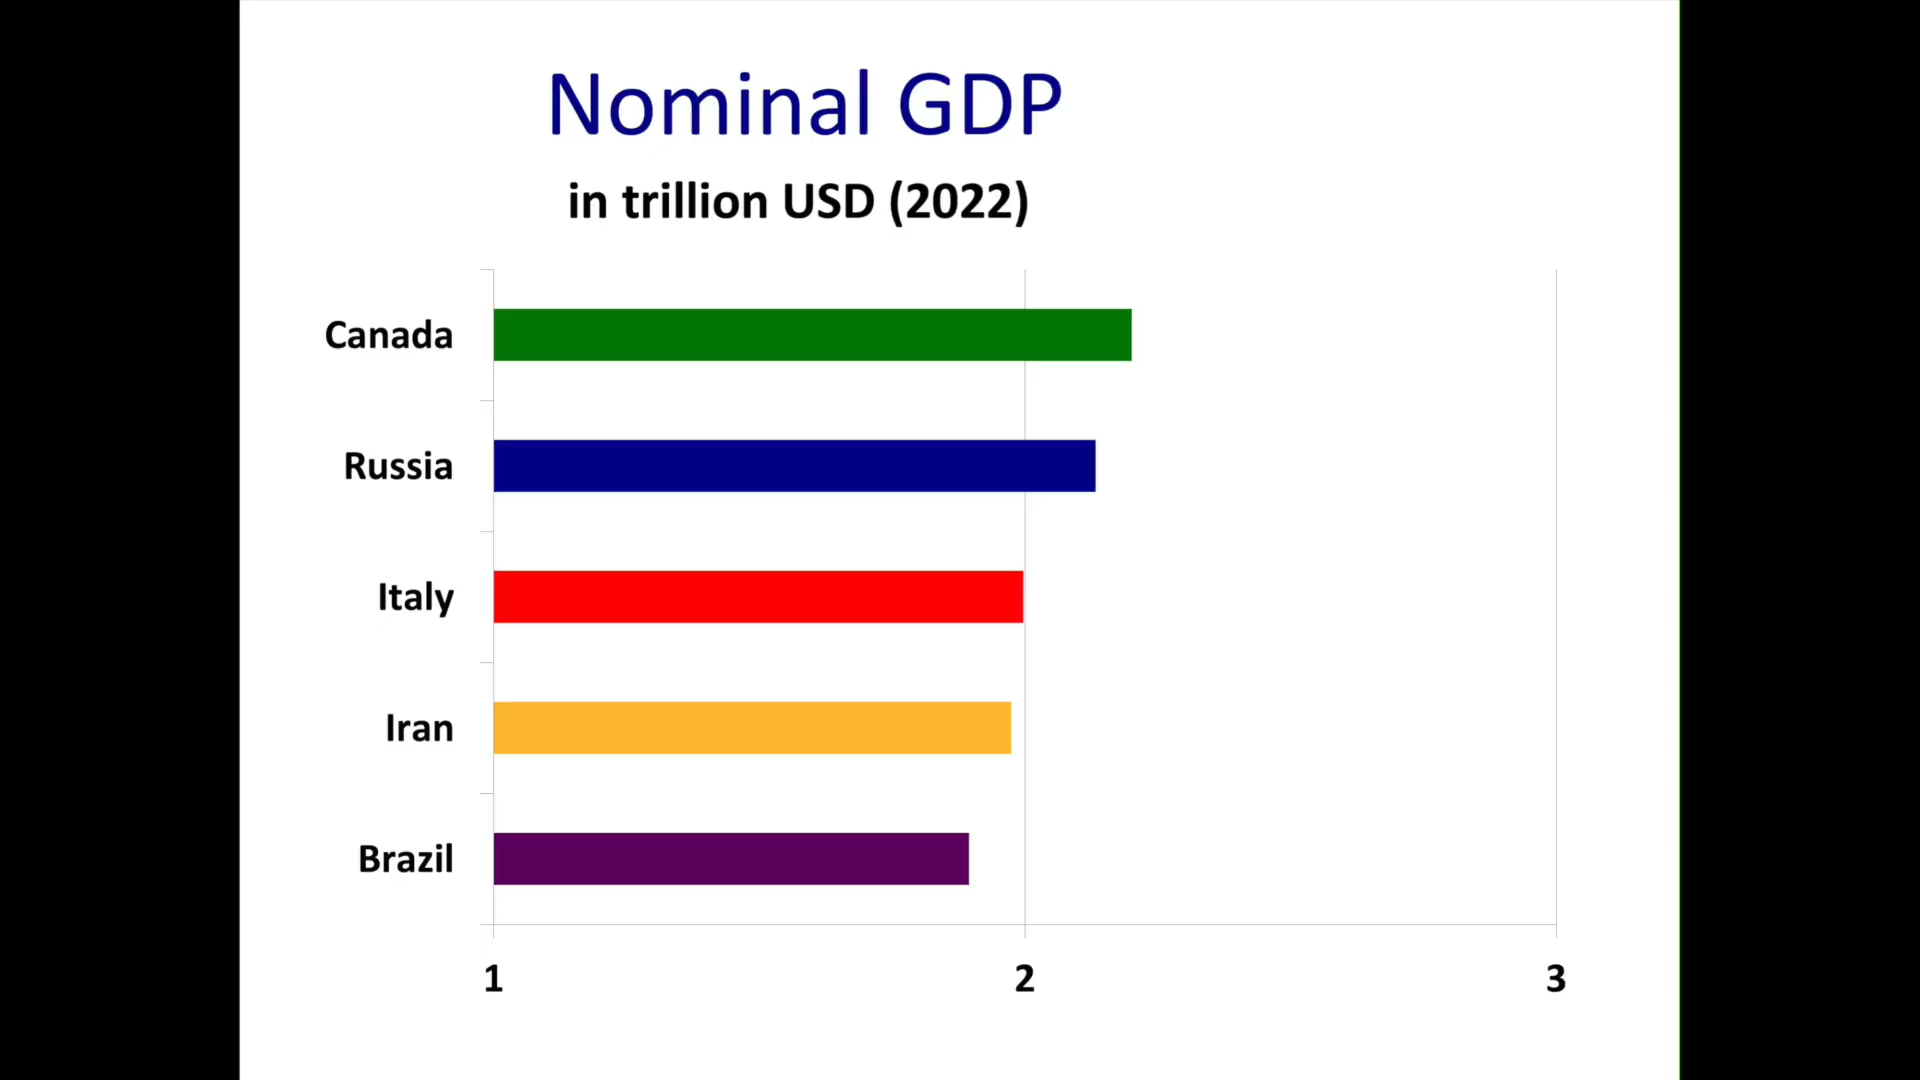 Nominal GDP
in trillion USD (2022)
Canada
Russia
Italy
Iran
Brazil
1 2 3